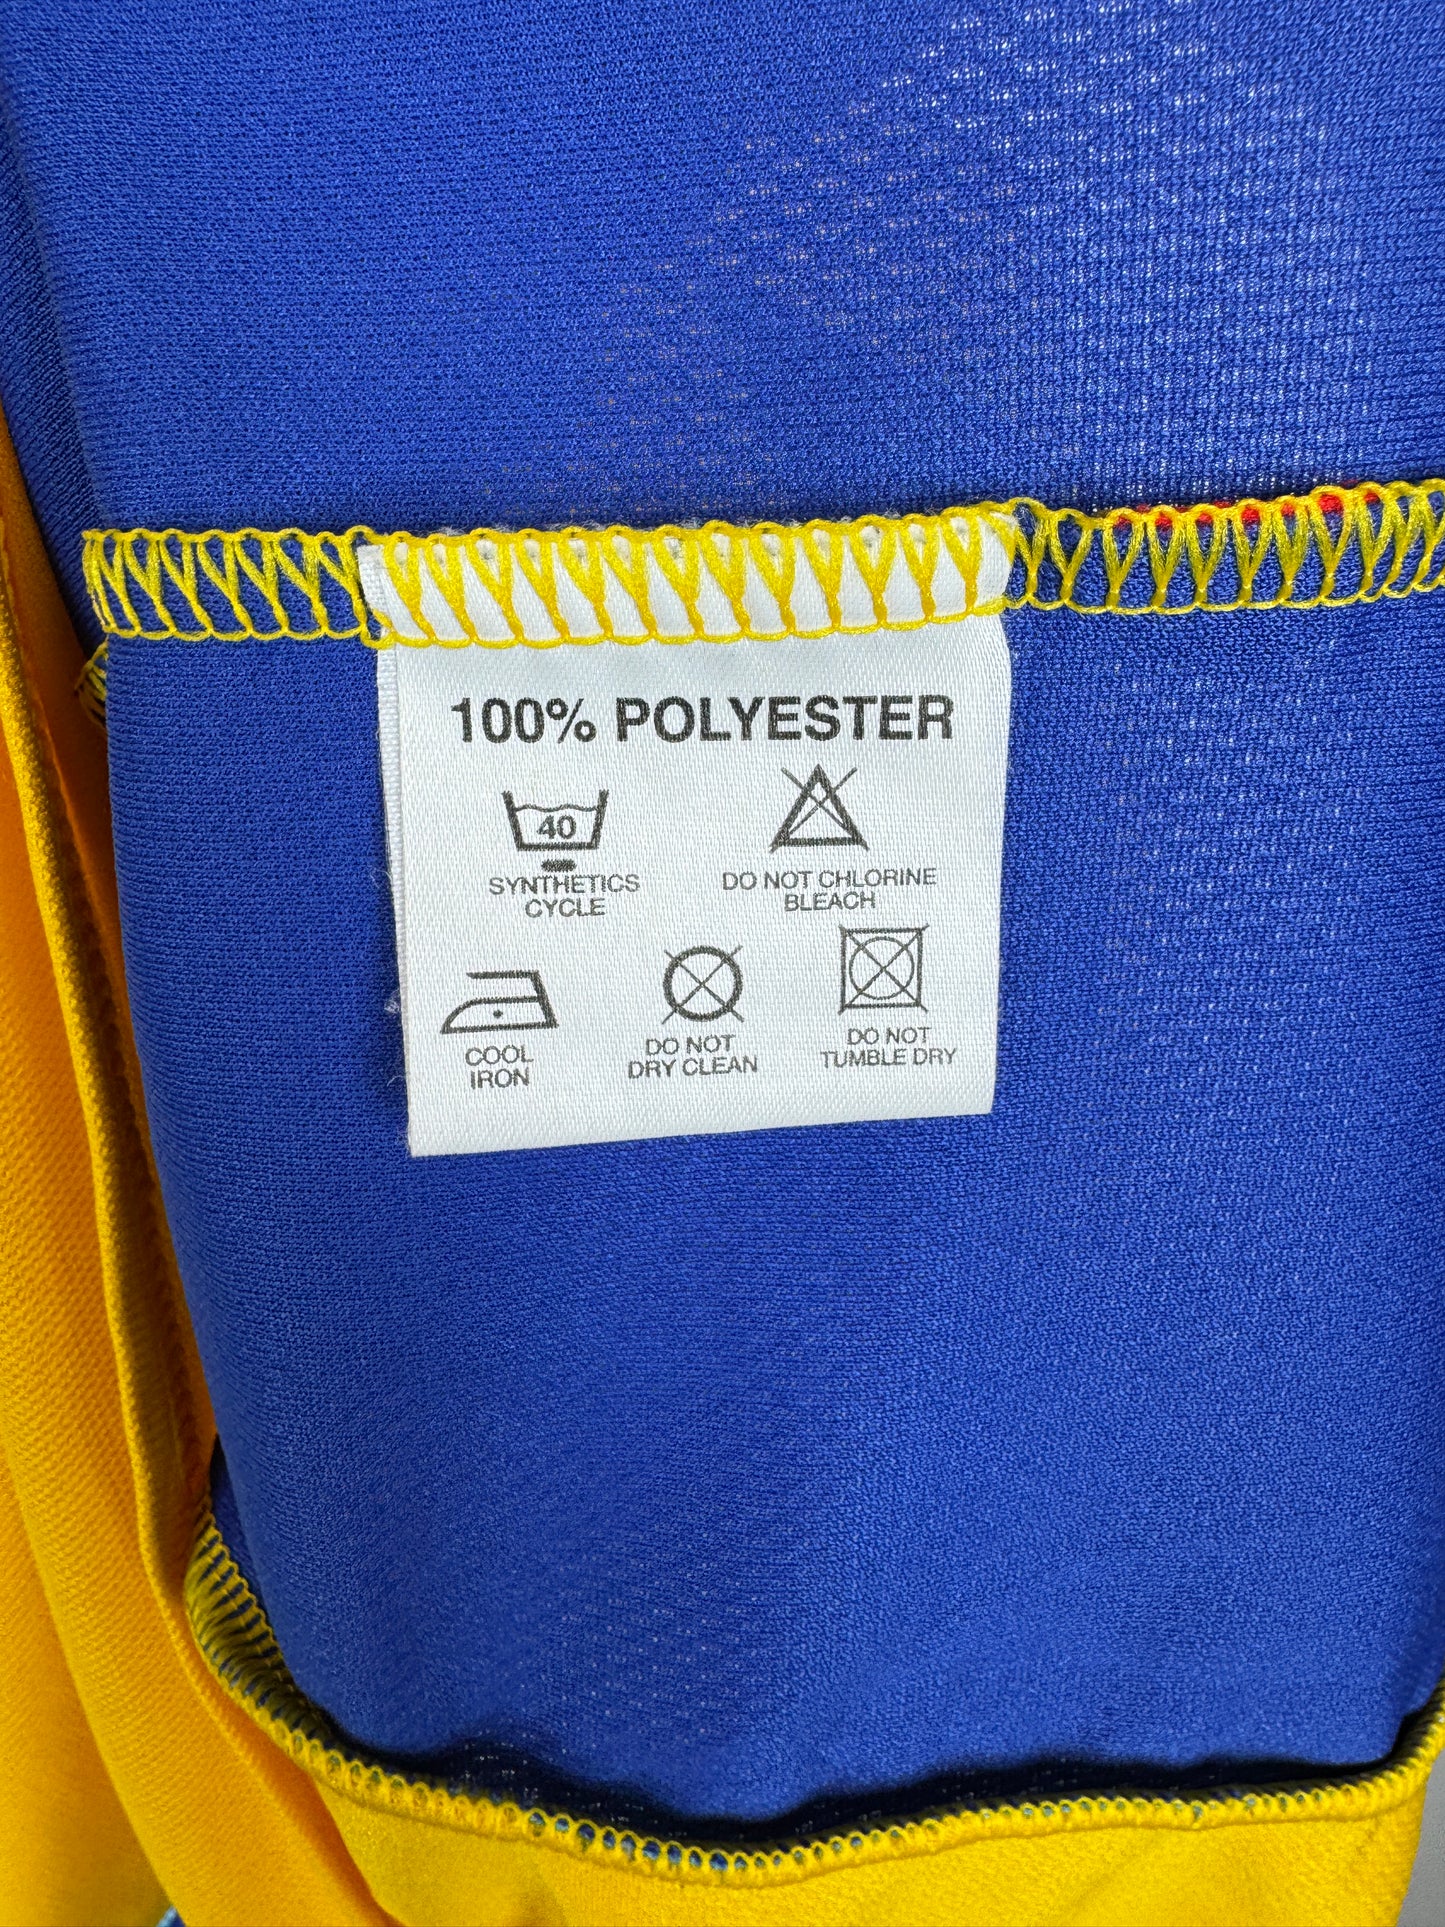 100% POLYESTER
40
SYNTHETICS
CYCLE
DO NOT CHLORINE
BLEACH
COOL
IRON
DO NOT
DRY CLEAN
DO NOT
TUMBLE DRY